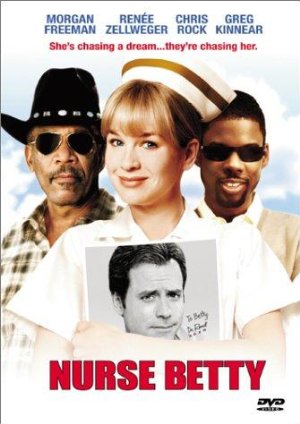 MORGAN FREEMAN
RENÉE ZELLWEGER
CHRIS ROCK
GREG KINNEAR
She's chasing a dream...they're chasing her.
To Betty
NURSE BETTY
DVD
VIDEO